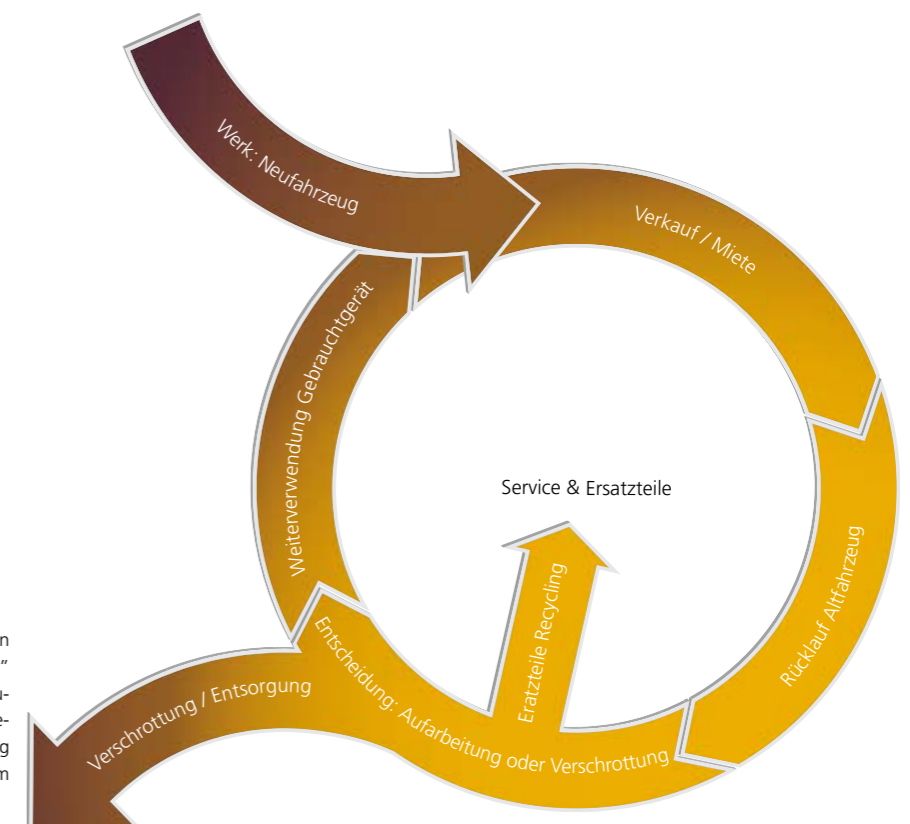 Werk: Neufahrzeug
Verkauf / Miete
Weiterverwendung Gebrauchtgerät
Service & Ersatzteile
Rücklauf Altfahrzeug
Eratzteile Recycling
Entscheidung: Aufarbeitung oder Verschrottung
Verschrottung / Entsorgung
n
"
u-
e-
g
m